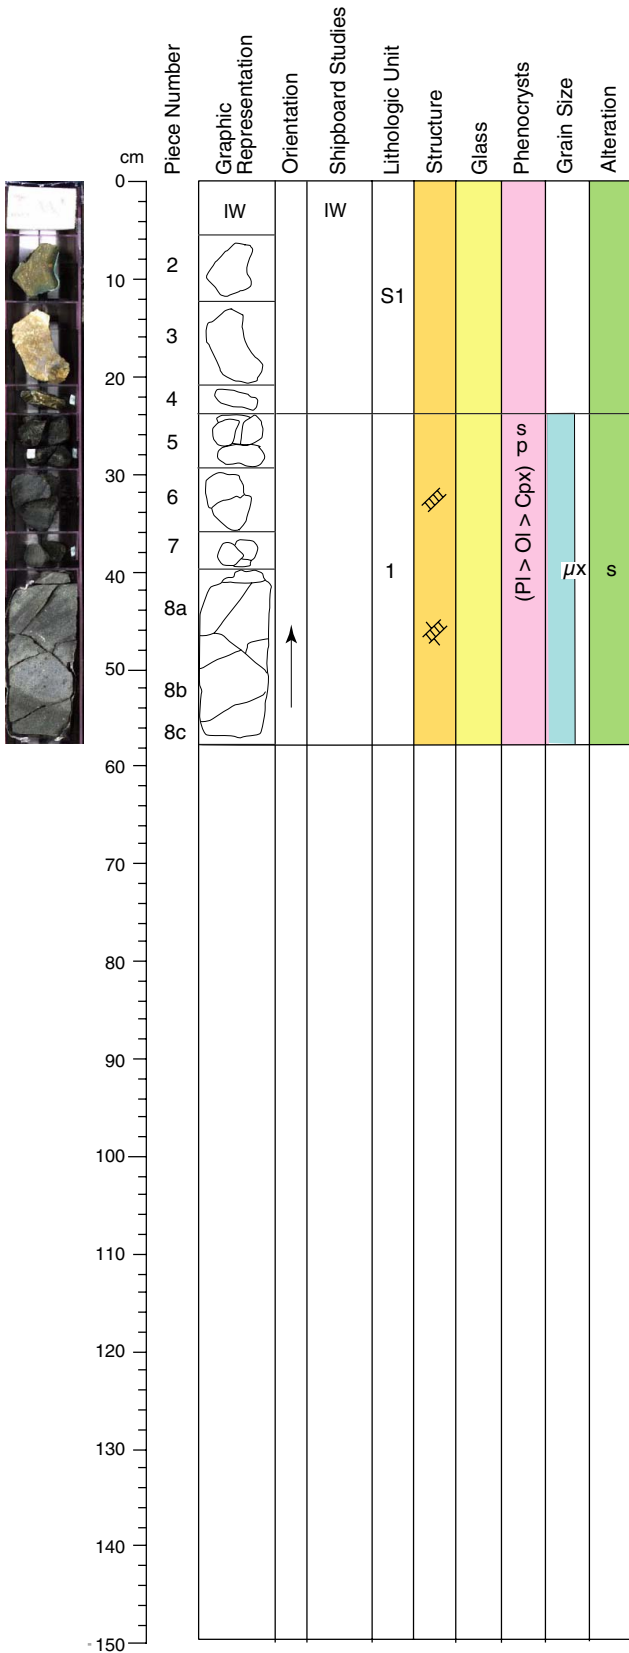 cm
Piece Number
Graphic
Representation
Orientation
Shipboard Studies
Lithologic Unit
Structure
Glass
Phenocrysts
Grain Size
Alteration
0
IW
IW
2
10
S1
3
20
4
s
p
(Pl > Ol > Cpx)
5
30
6
7
40
1
µx
s
8a
50
8b
8c
60
70
80
90
100
110
120
130
140
150